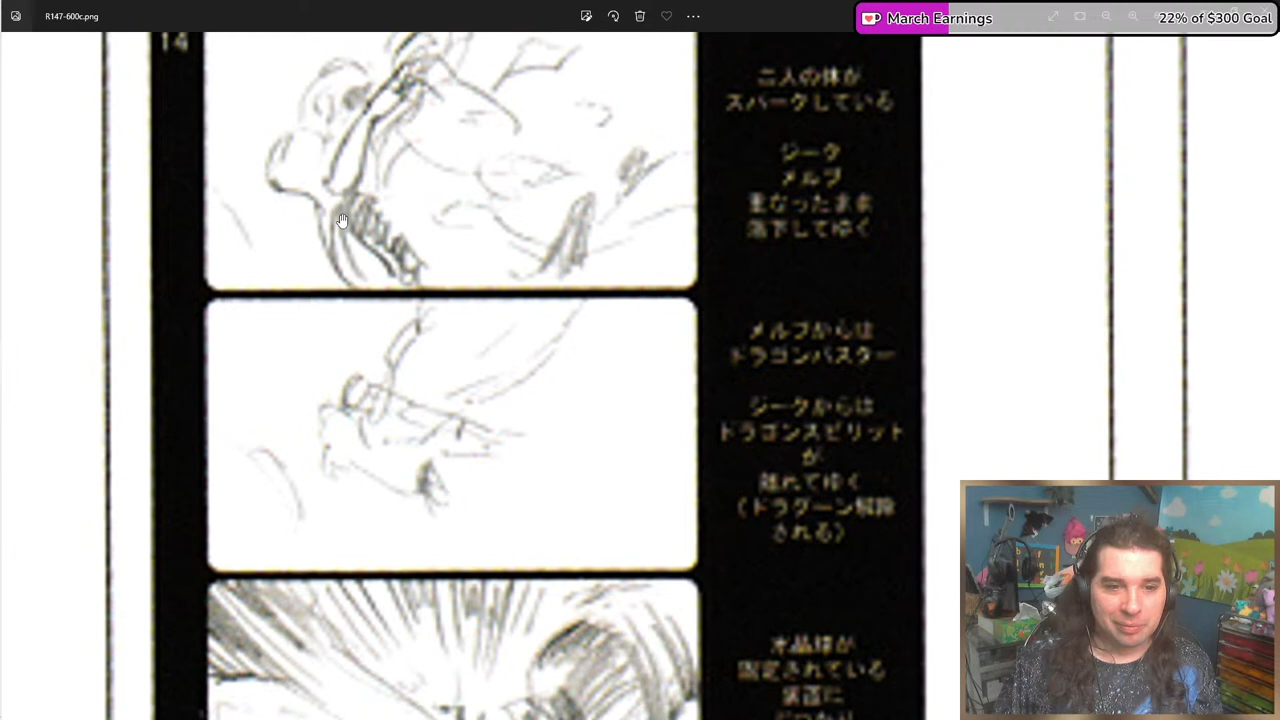 R147-600c.png
March Earnings
22% of $300 Goal
14
二人の体が
スパークしている
ジーク
メルブ
重なったまま
落下してゆく
メルブからは
ドラゴンバスター
ジークからは
ドラゴンスピリット
が
離れてゆく
(ドラグーン解除
される)
水晶球が
固定されている